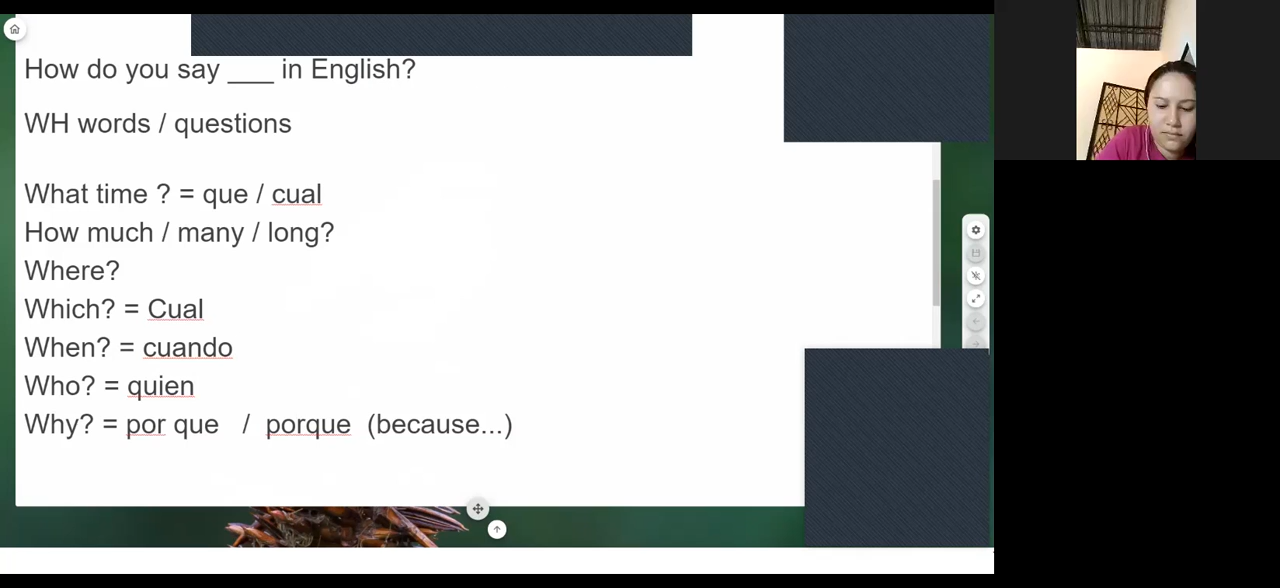 How do you say ___ in English?
WH words / questions
What time ? = que / cual
How much / many / long?
Where?
Which? = Cual
When? = cuando
Who? = quien
Why? = por que / porque (because...)